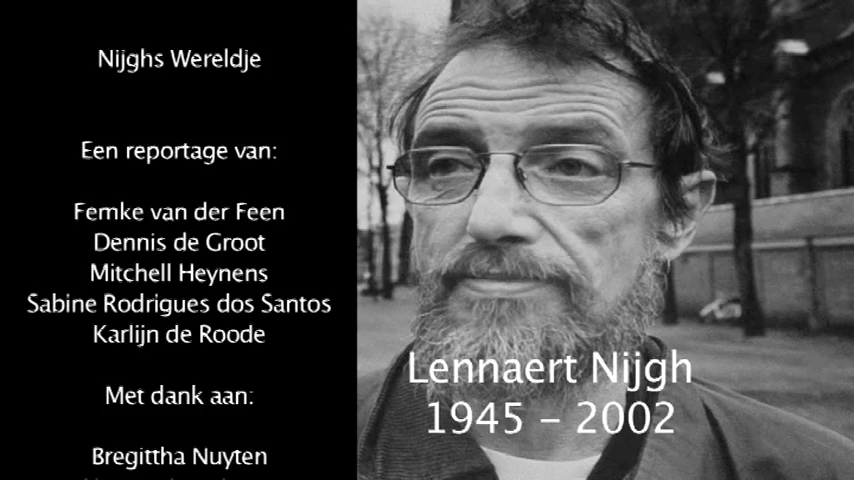 Nijghs Wereldje
Een reportage van:
Femke van der Feen
Dennis de Groot
Mitchell Heynens
Sabine Rodrigues dos Santos
Karlijn de Roode
Met dank aan:
Bregittha Nuyten
Lennaert Nijgh
1945 - 2002